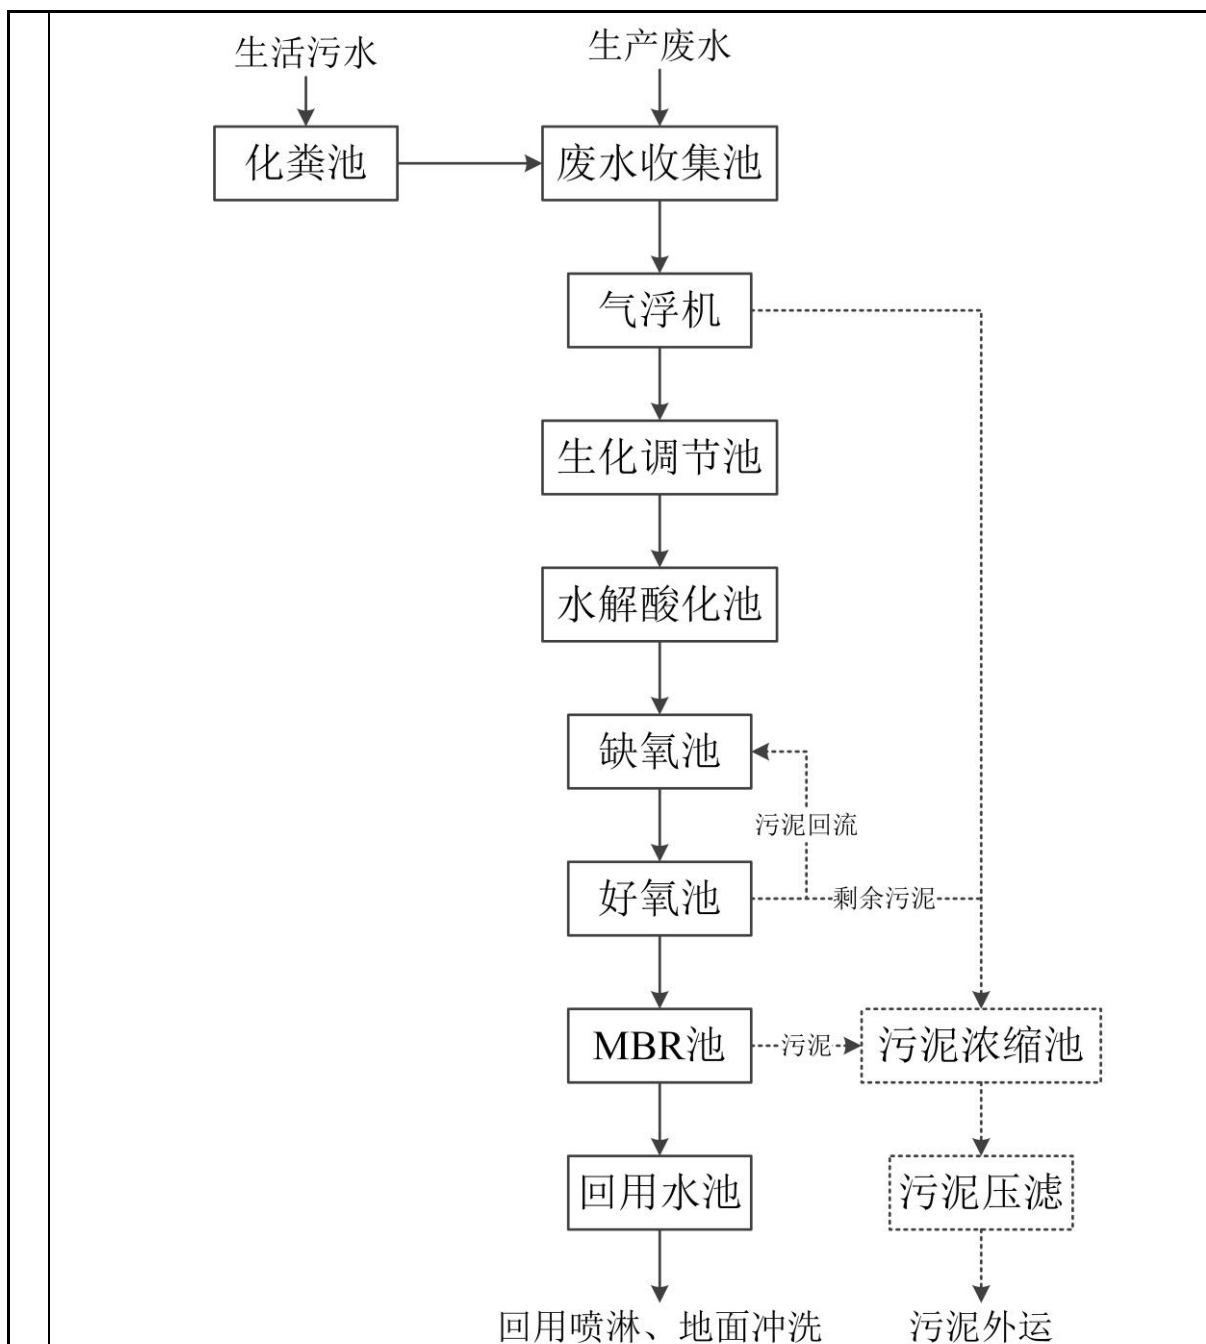 生活污水
生产废水
化粪池
废水收集池
气浮机
生化调节池
水解酸化池
缺氧池
污泥回流
好氧池
剩余污泥
MBR池
污泥
污泥浓缩池
回用水池
污泥压滤
回用喷淋、地面冲洗
污泥外运